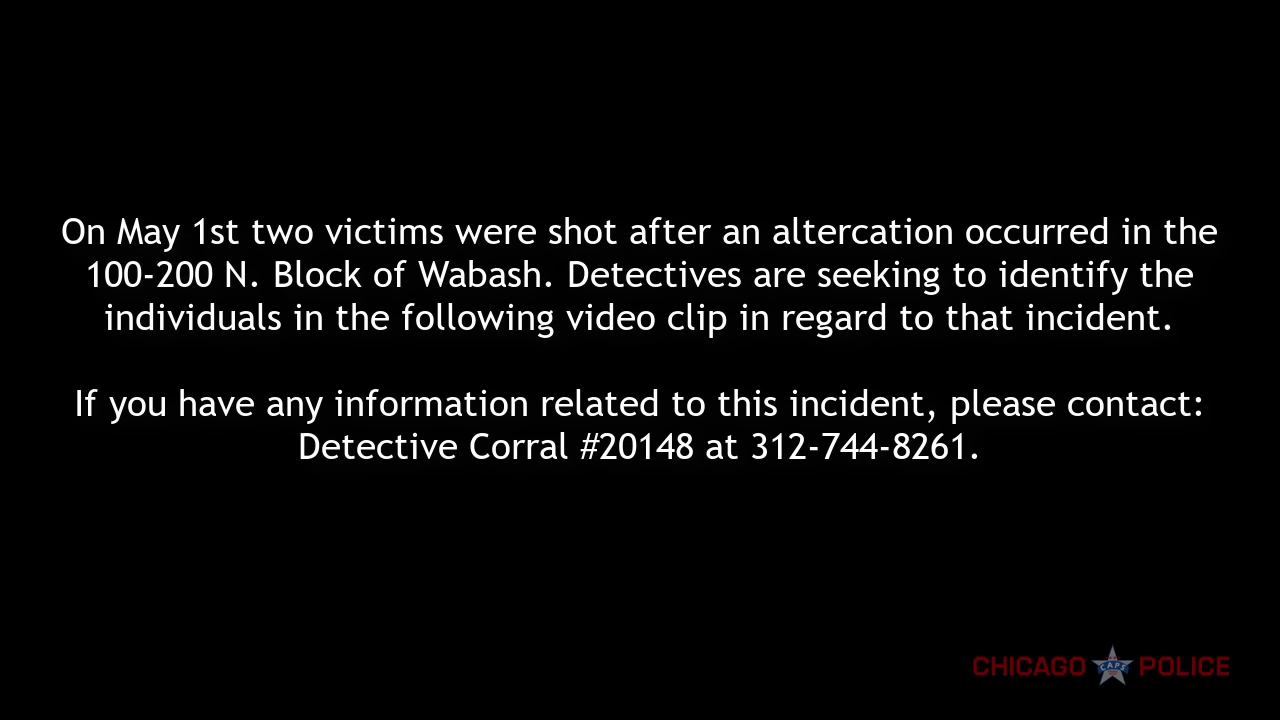 On May 1st two victims were shot after an altercation occurred in the
100-200 N. Block of Wabash. Detectives are seeking to identify the
individuals in the following video clip in regard to that incident.
If you have any information related to this incident, please contact:
Detective Corral #20148 at 312-744-8261.
CHICAGO CAPS POLICE